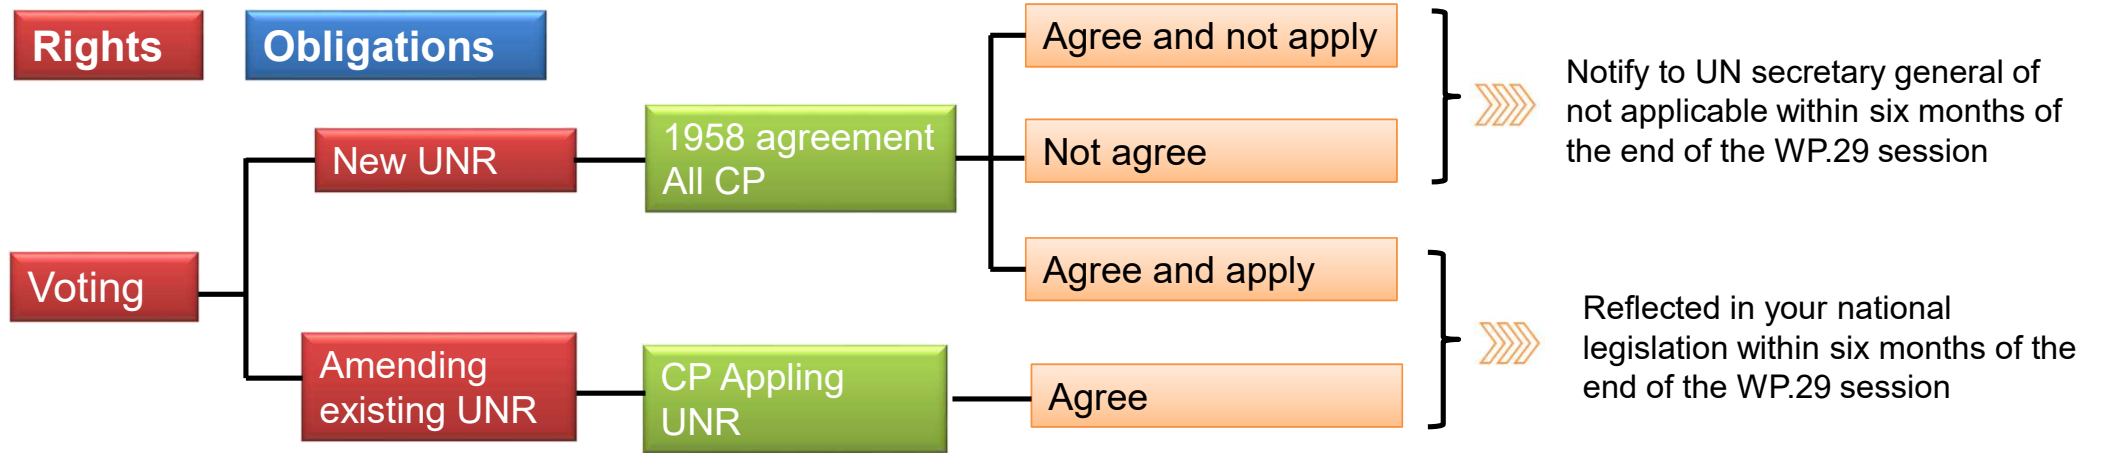 Rights
Obligations
Voting
New UNR
Amending
existing UNR
1958 agreement
All CP
CP Appling
UNR
Agree and not apply
Not agree
Agree and apply
Agree
Notify to UN secretary general of
not applicable within six months of
the end of the WP.29 session
Reflected in your national
legislation within six months of the
end of the WP.29 session